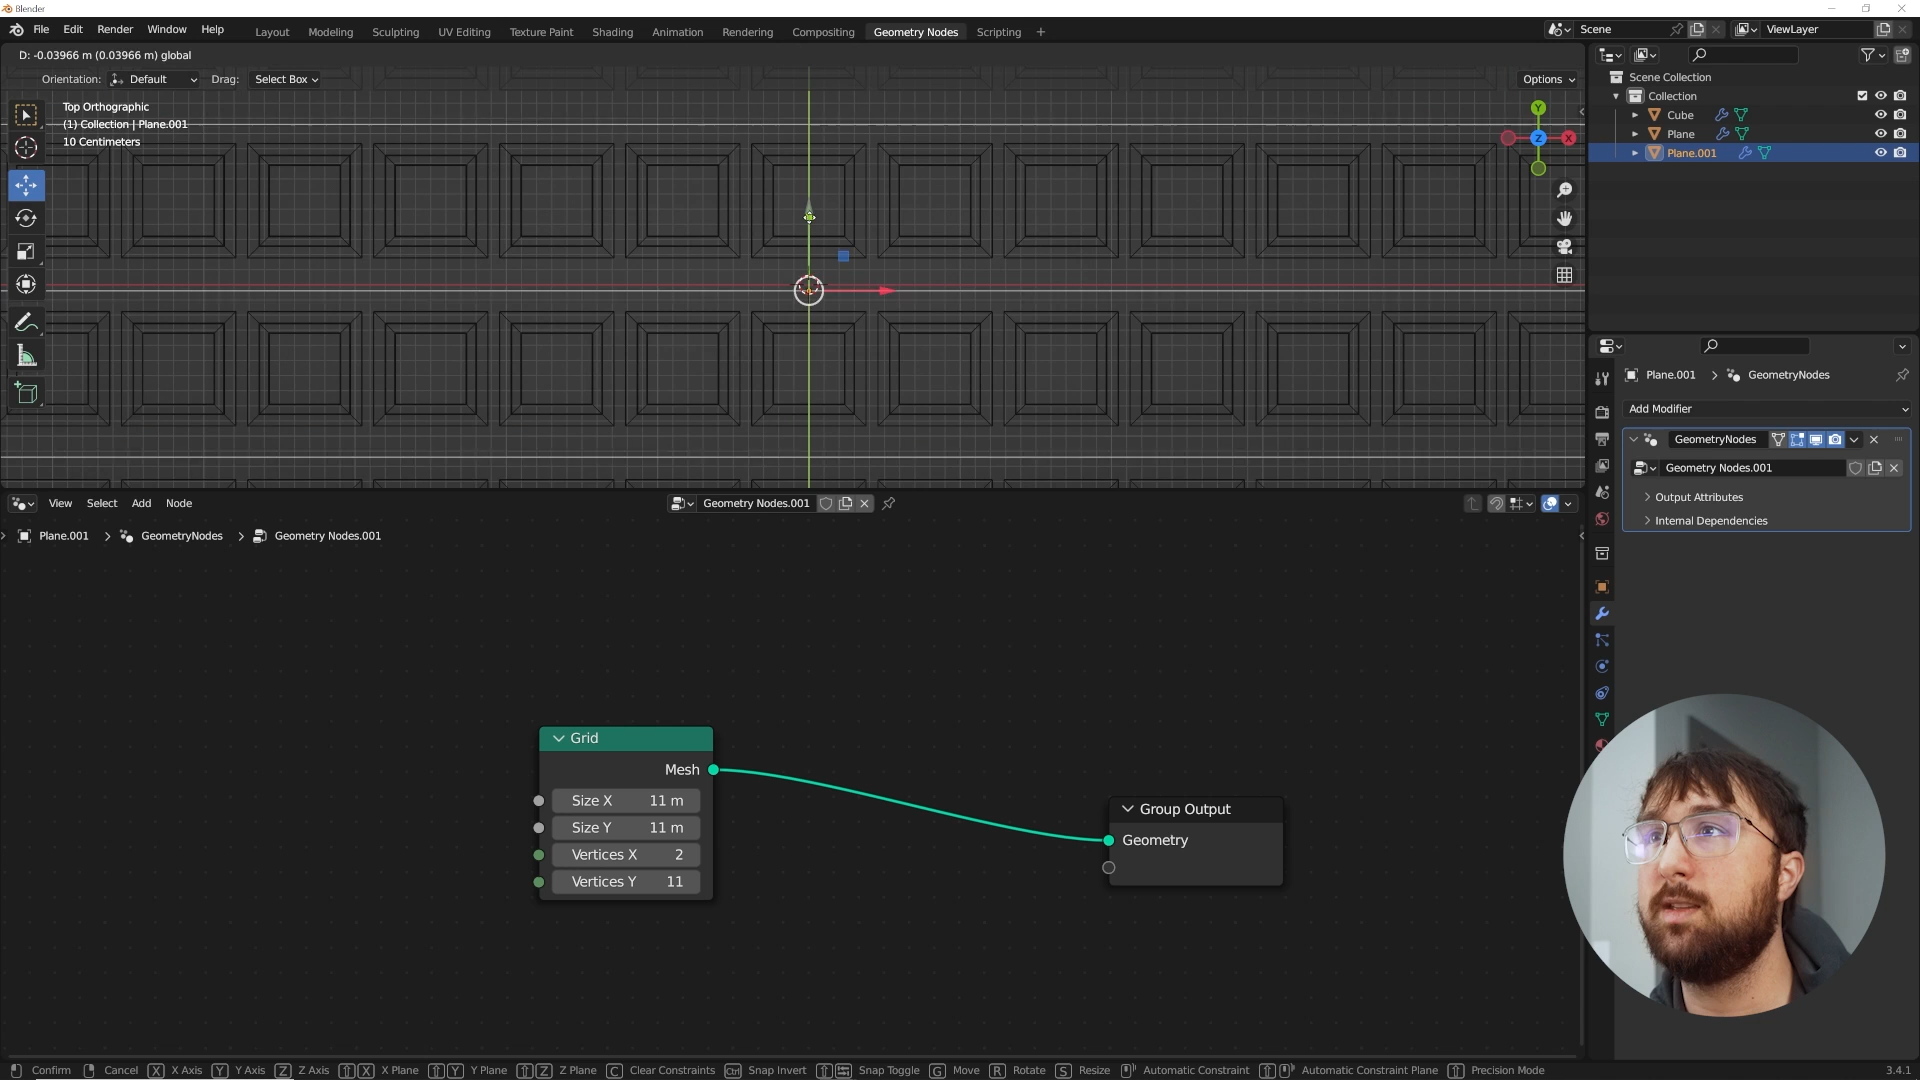 Blender
File Edit Render Window Help Layout Modeling Sculpting UV Editing Texture Paint Shading Animation Rendering Compositing Geometry Nodes Scripting + Scene ViewLayer
D: -0.03966 m (0.03966 m) global
Orientation: Default Drag: Select Box Options
Top Orthographic
(1) Collection | Plane.001
10 Centimeters
Y
X
Z
Scene Collection
Collection
Cube
Plane
Plane.001
Plane.001 > GeometryNodes
Add Modifier
GeometryNodes
Geometry Nodes.001
Output Attributes
Internal Dependencies
View Select Add Node Geometry Nodes.001
Plane.001 > GeometryNodes > Geometry Nodes.001
Grid
Mesh
Size X 11 m
Size Y 11 m
Vertices X 2
Vertices Y 11
Group Output
Geometry
Confirm Cancel X X Axis Y Y Axis Z Z Axis X X Plane Y Y Plane Z Z Plane C Clear Constraints Ctrl Snap Invert Snap Toggle G Move R Rotate S Resize Automatic Constraint Automatic Constraint Plane Precision Mode 3.4.1